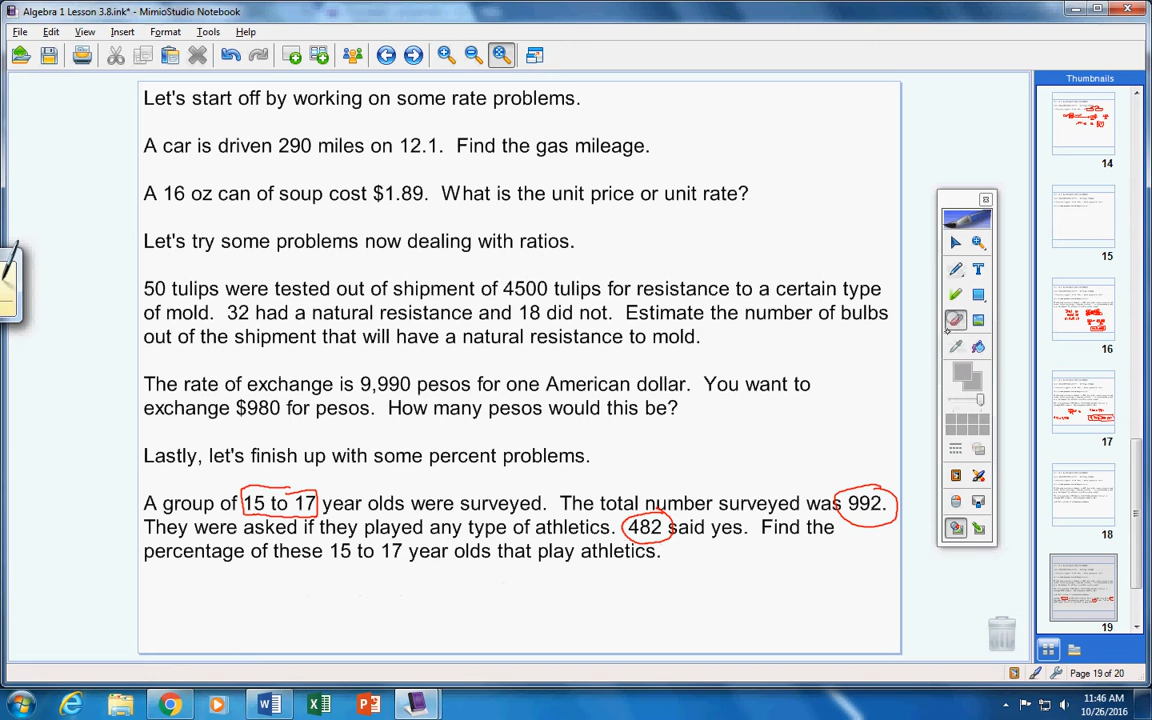 Algebra 1 Lesson 3.8.ink* - MimioStudio Notebook
File Edit View Insert Format Tools Help
Let's start off by working on some rate problems.
A car is driven 290 miles on 12.1. Find the gas mileage.
A 16 oz can of soup cost $1.89. What is the unit price or unit rate?
Let's try some problems now dealing with ratios.
50 tulips were tested out of shipment of 4500 tulips for resistance to a certain type
of mold. 32 had a natural resistance and 18 did not. Estimate the number of bulbs
out of the shipment that will have a natural resistance to mold.
The rate of exchange is 9,990 pesos for one American dollar. You want to
exchange $980 for pesos. How many pesos would this be?
Lastly, let's finish up with some percent problems.
A group of 15 to 17 year olds were surveyed. The total number surveyed was 992.
They were asked if they played any type of athletics. 482 said yes. Find the
percentage of these 15 to 17 year olds that play athletics.
Thumbnails
14
15
16
17
18
19
Page 19 of 20
11:46 AM
10/26/2016